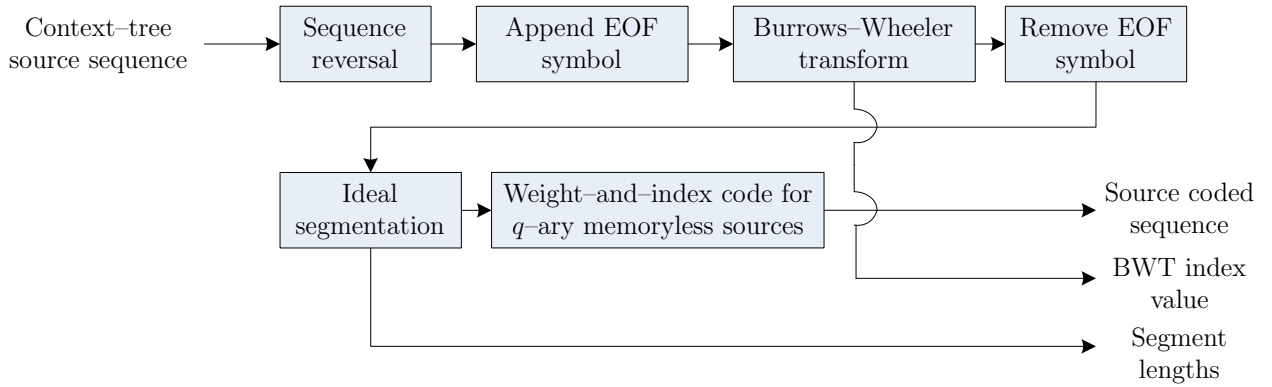 Context–tree
source sequence
Sequence
reversal
Append EOF
symbol
Burrows–Wheeler
transform
Remove EOF
symbol
Ideal
segmentation
Weight–and–index code for
q–ary memoryless sources
Source coded
sequence
BWT index
value
Segment
lengths